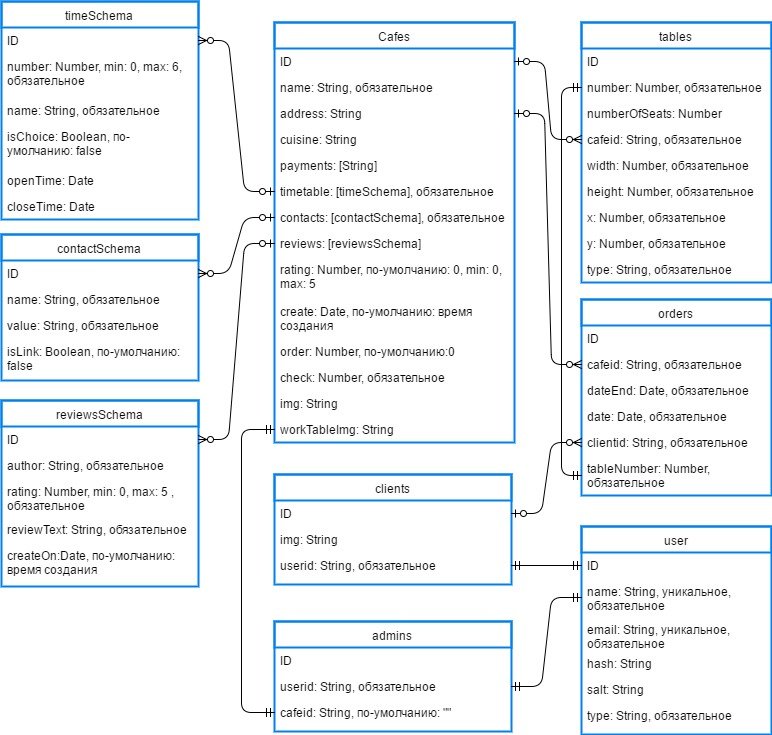 timeSchema
ID
number: Number, min: 0, max: 6,
обязательное
name: String, обязательное
isChoice: Boolean, по-
умолчанию: false
openTime: Date
closeTime: Date
contactSchema
ID
name: String, обязательное
value: String, обязательное
isLink: Boolean, по-умолчанию:
false
reviewsSchema
ID
author: String, обязательное
rating: Number, min: 0, max: 5 ,
обязательное
reviewText: String, обязательное
createOn:Date, по-умолчанию:
время создания
Cafes
ID
name: String, обязательное
address: String
cuisine: String
payments: [String]
timetable: [timeSchema], обязательное
contacts: [contactSchema], обязательное
reviews: [reviewsSchema]
rating: Number, по-умолчанию: 0, min: 0,
max: 5
create: Date, по-умолчанию: время
создания
order: Number, по-умолчанию:0
check: Number, обязательное
img: String
workTableImg: String
clients
ID
img: String
userid: String, обязательное
admins
ID
userid: String, обязательное
cafeid: String, по-умолчанию: ""
tables
ID
number: Number, обязательное
numberOfSeats: Number
cafeid: String, обязательное
width: Number, обязательное
height: Number, обязательное
x: Number, обязательное
y: Number, обязательное
type: String, обязательное
orders
ID
cafeid: String, обязательное
dateEnd: Date, обязательное
date: Date, обязательное
clientid: String, обязательное
tableNumber: Number,
обязательное
user
ID
name: String, уникальное,
обязательное
email: String, уникальное,
обязательное
hash: String
salt: String
type: String, обязательное